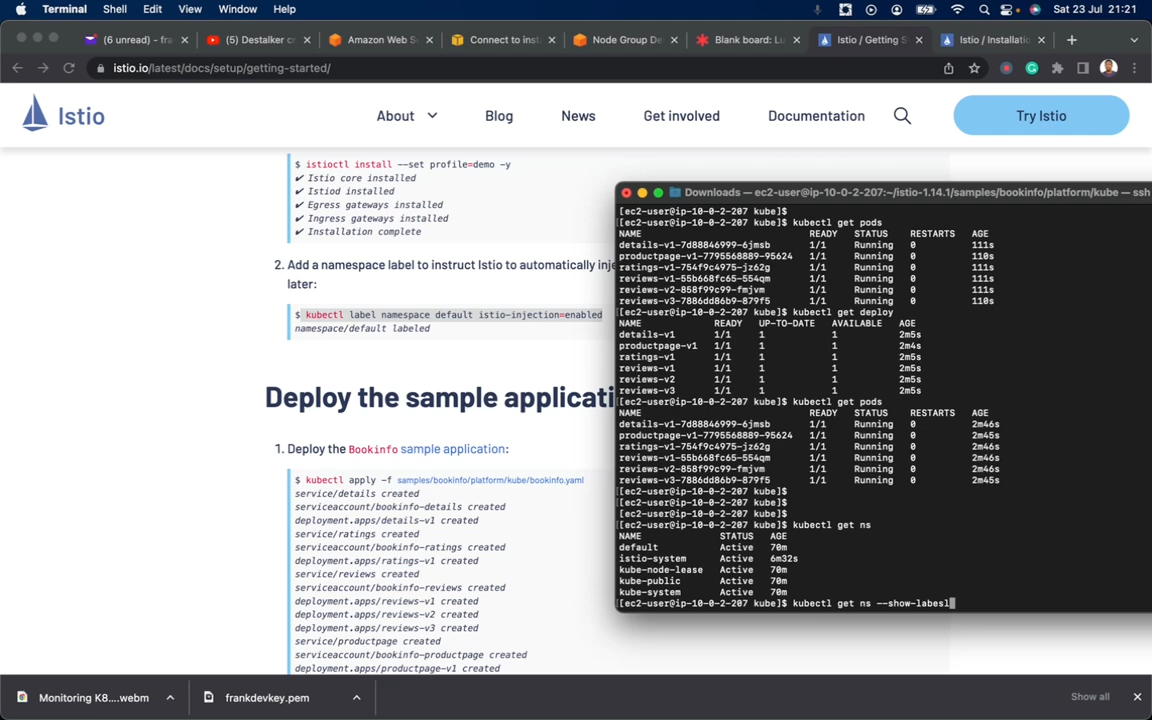 Terminal Shell Edit View Window Help Sat 23 Jul 21:21
(6 unread) - fra
(5) Destalker cr
Amazon Web S
Connect to inst
Node Group De
Blank board: Lu
Istio / Getting S
Istio / Installatio
istio.io/latest/docs/setup/getting-started/
Istio
About
Blog
News
Get involved
Documentation
Try Istio
$ istioctl install --set profile=demo -y
✔ Istio core installed
✔ Istiod installed
✔ Egress gateways installed
✔ Ingress gateways installed
✔ Installation complete
2. Add a namespace label to instruct Istio to automatically inje
later:
$ kubectl label namespace default istio-injection=enabled
namespace/default labeled
Deploy the sample applicati
1. Deploy the Bookinfo sample application:
$ kubectl apply -f samples/bookinfo/platform/kube/bookinfo.yaml
service/details created
serviceaccount/bookinfo-details created
deployment.apps/details-v1 created
service/ratings created
serviceaccount/bookinfo-ratings created
deployment.apps/ratings-v1 created
service/reviews created
serviceaccount/bookinfo-reviews created
deployment.apps/reviews-v1 created
deployment.apps/reviews-v2 created
deployment.apps/reviews-v3 created
service/productpage created
serviceaccount/bookinfo-productpage created
deployment.apps/productpage-v1 created
Downloads — ec2-user@ip-10-0-2-207:~/istio-1.14.1/samples/bookinfo/platform/kube — ssh
[ec2-user@ip-10-0-2-207 kube]$
[ec2-user@ip-10-0-2-207 kube]$ kubectl get pods
NAME READY STATUS RESTARTS AGE
details-v1-7d88846999-6jmsb 1/1 Running 0 111s
productpage-v1-7795568889-95624 1/1 Running 0 110s
ratings-v1-754f9c4975-jz62g 1/1 Running 0 111s
reviews-v1-55b668fc65-554qm 1/1 Running 0 111s
reviews-v2-858f99c99-fmjvm 1/1 Running 0 111s
reviews-v3-7886dd86b9-879f5 1/1 Running 0 110s
[ec2-user@ip-10-0-2-207 kube]$ kubectl get deploy
NAME READY UP-TO-DATE AVAILABLE AGE
details-v1 1/1 1 1 2m5s
productpage-v1 1/1 1 1 2m4s
ratings-v1 1/1 1 1 2m5s
reviews-v1 1/1 1 1 2m5s
reviews-v2 1/1 1 1 2m5s
reviews-v3 1/1 1 1 2m5s
[ec2-user@ip-10-0-2-207 kube]$ kubectl get pods
NAME READY STATUS RESTARTS AGE
details-v1-7d88846999-6jmsb 1/1 Running 0 2m46s
productpage-v1-7795568889-95624 1/1 Running 0 2m45s
ratings-v1-754f9c4975-jz62g 1/1 Running 0 2m46s
reviews-v1-55b668fc65-554qm 1/1 Running 0 2m46s
reviews-v2-858f99c99-fmjvm 1/1 Running 0 2m46s
reviews-v3-7886dd86b9-879f5 1/1 Running 0 2m45s
[ec2-user@ip-10-0-2-207 kube]$
[ec2-user@ip-10-0-2-207 kube]$
[ec2-user@ip-10-0-2-207 kube]$
[ec2-user@ip-10-0-2-207 kube]$ kubectl get ns
NAME STATUS AGE
default Active 70m
istio-system Active 6m32s
kube-node-lease Active 70m
kube-public Active 70m
kube-system Active 70m
[ec2-user@ip-10-0-2-207 kube]$ kubectl get ns --show-labesl
Monitoring K8....webm
frankdevkey.pem
Show all